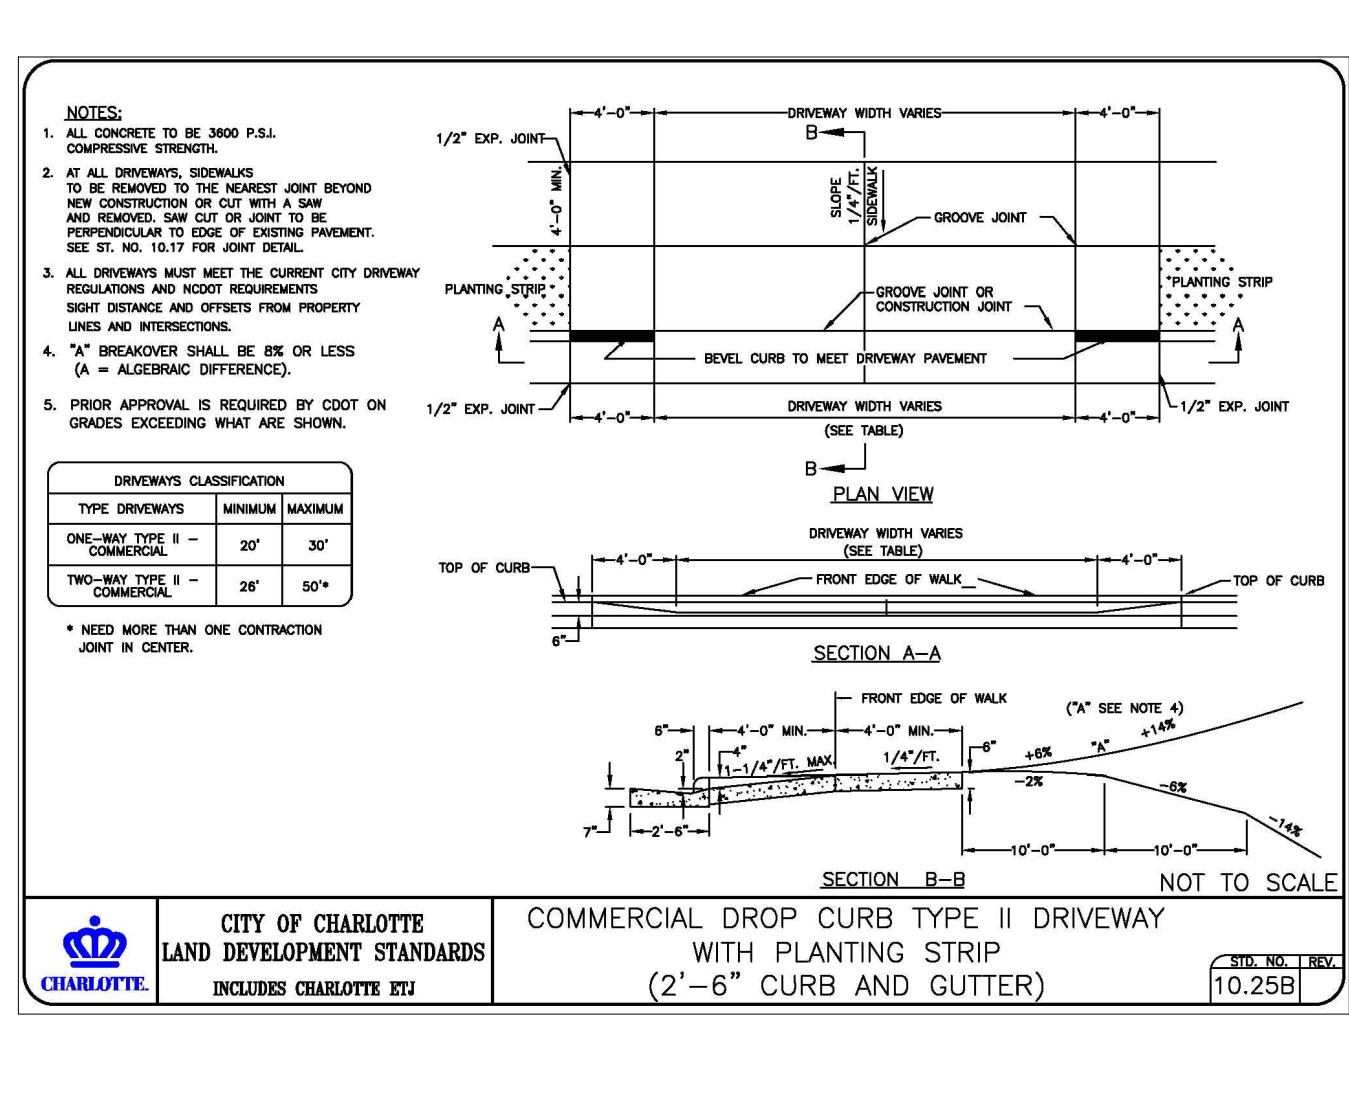 NOTES:
1. ALL CONCRETE TO BE 3600 P.S.I.
COMPRESSIVE STRENGTH.
2. AT ALL DRIVEWAYS, SIDEWALKS
TO BE REMOVED TO THE NEAREST JOINT BEYOND
NEW CONSTRUCTION OR CUT WITH A SAW
AND REMOVED. SAW CUT OR JOINT TO BE
PERPENDICULAR TO EDGE OF EXISTING PAVEMENT.
SEE ST. NO. 10.17 FOR JOINT DETAIL.
3. ALL DRIVEWAYS MUST MEET THE CURRENT CITY DRIVEWAY
REGULATIONS AND NCDOT REQUIREMENTS
SIGHT DISTANCE AND OFFSETS FROM PROPERTY
LINES AND INTERSECTIONS.
4. "A" BREAKOVER SHALL BE 8% OR LESS
(A = ALGEBRAIC DIFFERENCE).
5. PRIOR APPROVAL IS REQUIRED BY CDOT ON
GRADES EXCEEDING WHAT ARE SHOWN.
DRIVEWAYS CLASSIFICATION
TYPE DRIVEWAYS MINIMUM MAXIMUM
ONE-WAY TYPE II -
COMMERCIAL 20' 30'
TWO-WAY TYPE II -
COMMERCIAL 26' 50'*
* NEED MORE THAN ONE CONTRACTION
JOINT IN CENTER.
4'-0" DRIVEWAY WIDTH VARIES 4'-0"
B
1/2" EXP. JOINT
4'-0" MIN.
SLOPE
1/4"/FT.
SIDEWALK
GROOVE JOINT
PLANTING STRIP
PLANTING STRIP
GROOVE JOINT OR
CONSTRUCTION JOINT
A A
BEVEL CURB TO MEET DRIVEWAY PAVEMENT
1/2" EXP. JOINT
4'-0" DRIVEWAY WIDTH VARIES 4'-0"
(SEE TABLE)
1/2" EXP. JOINT
B
PLAN VIEW
DRIVEWAY WIDTH VARIES
(SEE TABLE)
4'-0" 4'-0"
TOP OF CURB
FRONT EDGE OF WALK
TOP OF CURB
6"
SECTION A-A
FRONT EDGE OF WALK
("A" SEE NOTE 4)
6" 4'-0" MIN. 4'-0" MIN.
2" 4" 1-1/4"/FT. MAX. 1/4"/FT. 6"
+6% "A" +14%
-2% -6% -14%
7" 2'-6"
10'-0" 10'-0"
SECTION B-B
NOT TO SCALE
CHARLOTTE.
CITY OF CHARLOTTE
LAND DEVELOPMENT STANDARDS
INCLUDES CHARLOTTE ETJ
COMMERCIAL DROP CURB TYPE II DRIVEWAY
WITH PLANTING STRIP
(2'-6" CURB AND GUTTER)
STD. NO. REV.
10.25B